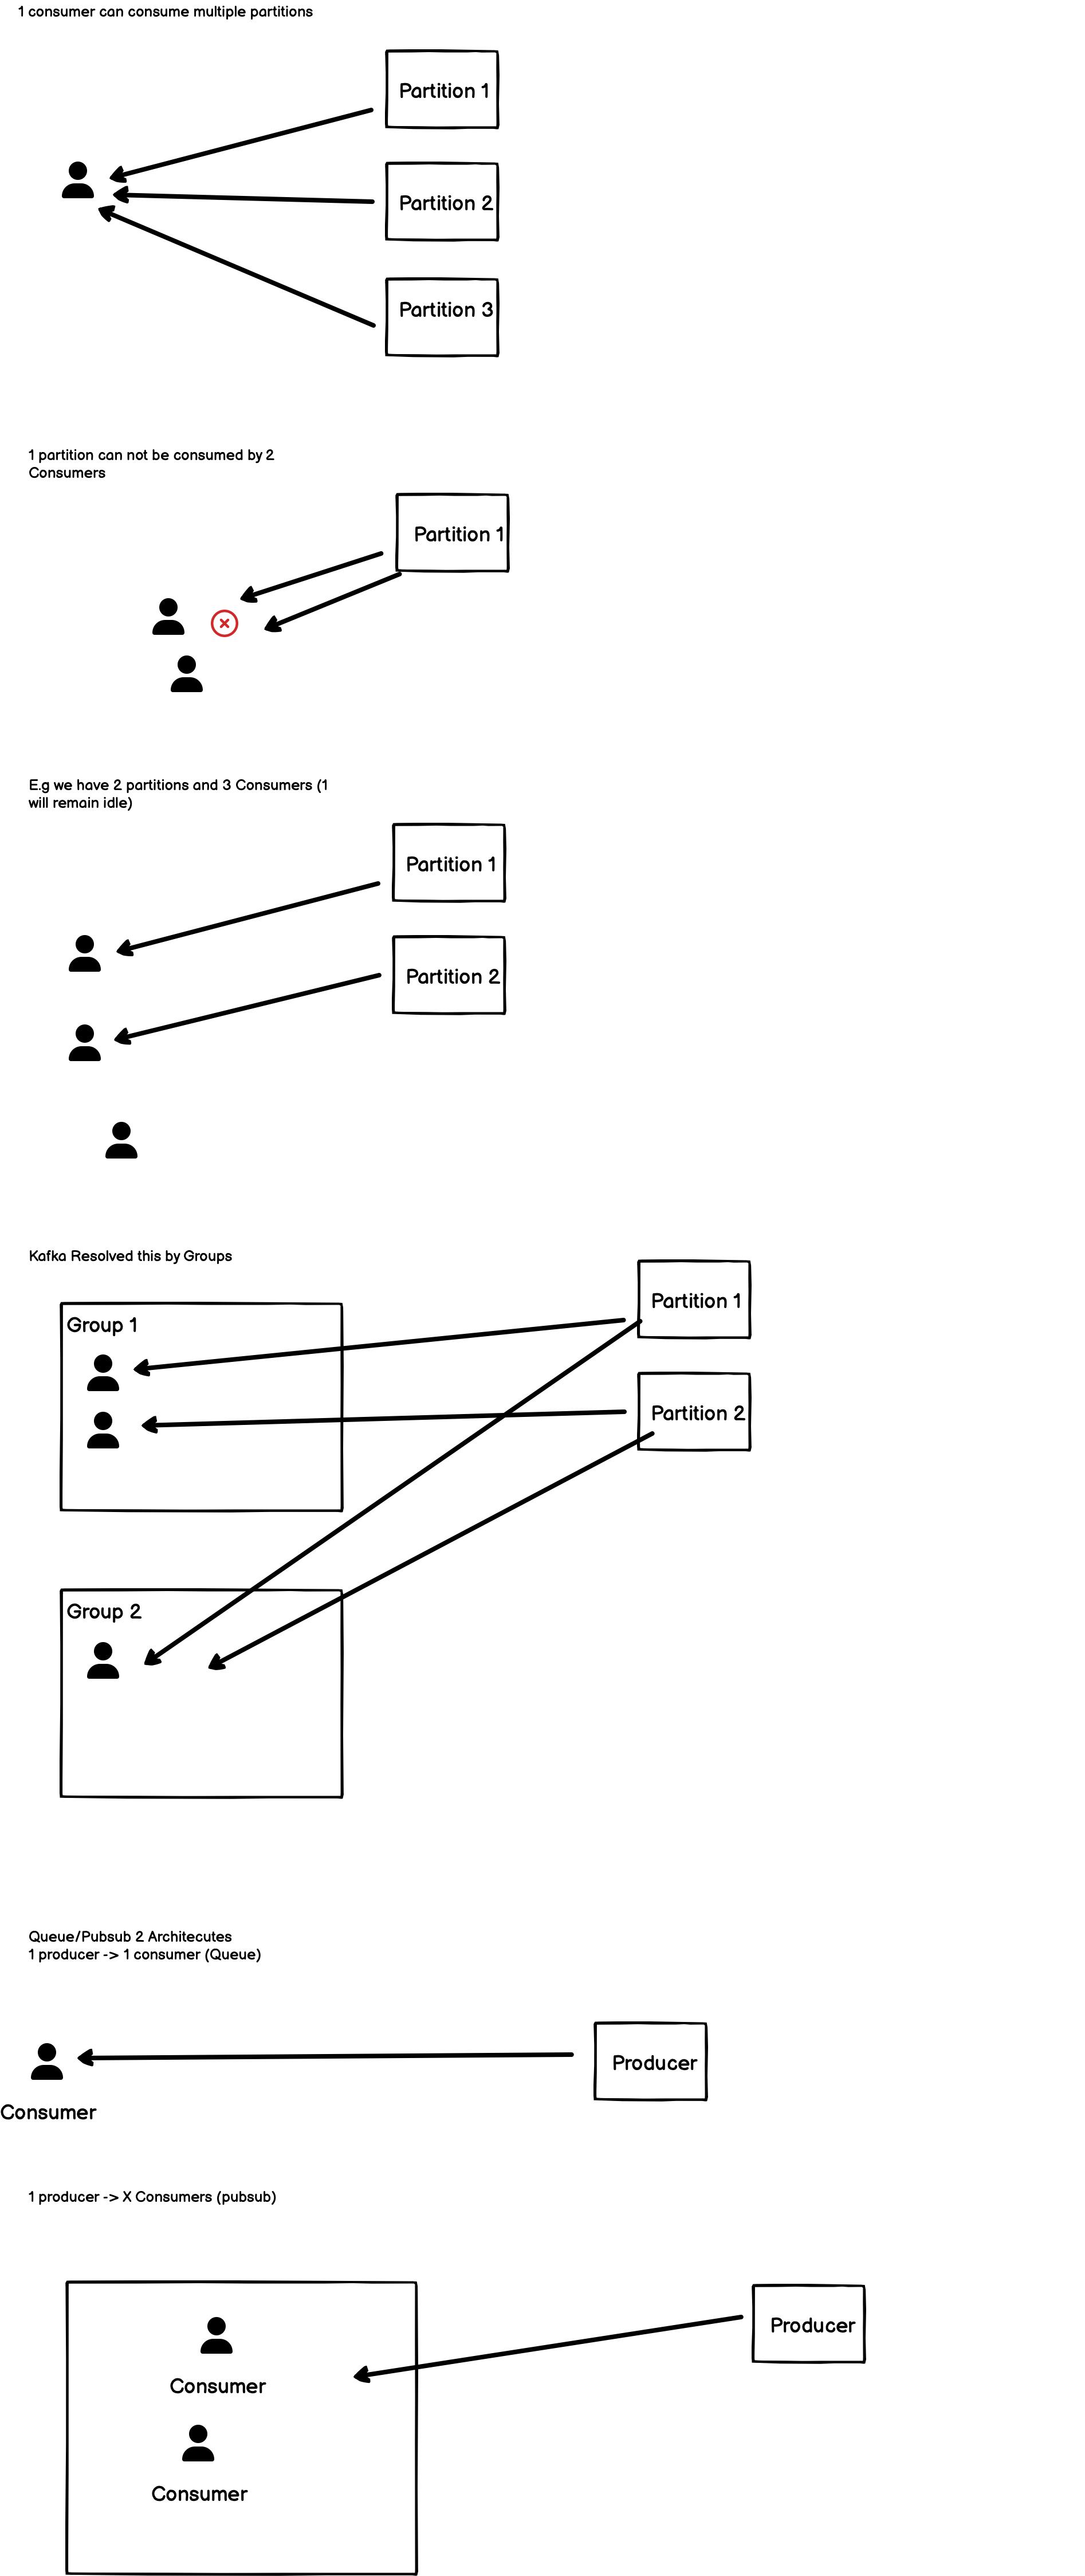 1 consumer can consume multiple partitions
Partition 1
Partition 2
Partition 3
1 partition can not be consumed by 2
Consumers
Partition 1
E.g we have 2 partitions and 3 Consumers (1
will remain idle)
Partition 1
Partition 2
Kafka Resolved this by Groups
Partition 1
Group 1
Partition 2
Group 2
Queue/Pubsub 2 Architecutes
1 producer -> 1 consumer (Queue)
Producer
Consumer
1 producer -> X Consumers (pubsub)
Producer
Consumer
Consumer